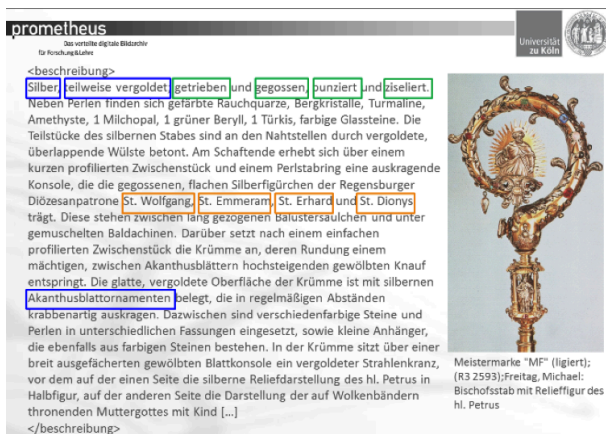 prometheus
Das verteilte digitale Bildarchiv
für Forschung & Lehre
Universität
zu Köln
<beschreibung>
Silber, teilweise vergoldet, getrieben und gegossen, punziert und ziseliert.
Neben Perlen finden sich gefärbte Rauchquarze, Bergkristalle, Turmaline,
Amethyste, 1 Milchopal, 1 grüner Beryll, 1 Türkis, farbige Glassteine. Die
Teilstücke des silbernen Stabes sind an den Nahtstellen durch vergoldete,
überlappende Wülste betont. Am Schaftende erhebt sich über einem
kurzen profilierten Zwischenstück und einem Perlstabring eine auskragende
Konsole, die die gegossenen, flachen Silberfigürchen der Regensburger
Diözesanpatrone St. Wolfgang, St. Emmeram, St. Erhard und St. Dionys
trägt. Diese stehen zwischen lang gezogenen Balustersäulchen und unter
gemuschelten Baldachinen. Darüber setzt nach einem einfachen
profilierten Zwischenstück die Krümme an, deren Rundung einem
mächtigen, zwischen Akanthusblättern hochsteigenden gewölbten Knauf
entspringt. Die glatte, vergoldete Oberfläche der Krümme ist mit silbernen
Akanthusblattornamenten belegt, die in regelmäßigen Abständen
krabbenartig auskragen. Dazwischen sind verschiedenfarbige Steine und
Perlen in unterschiedlichen Fassungen eingesetzt, sowie kleine Anhänger,
die ebenfalls aus farbigen Steinen bestehen. In der Krümme sitzt über einer
breit ausgefächerten gewölbten Blattkonsole ein vergoldeter Strahlenkranz,
vor dem auf der einen Seite die silberne Reliefdarstellung des hl. Petrus in
Halbfigur, auf der anderen Seite die Darstellung der auf Wolkenbändern
thronenden Muttergottes mit Kind [...]
</beschreibung>
Meistermarke "MF" (ligiert);
(R3 2593);Freitag, Michael:
Bischofsstab mit Relieffigur des
hl. Petrus